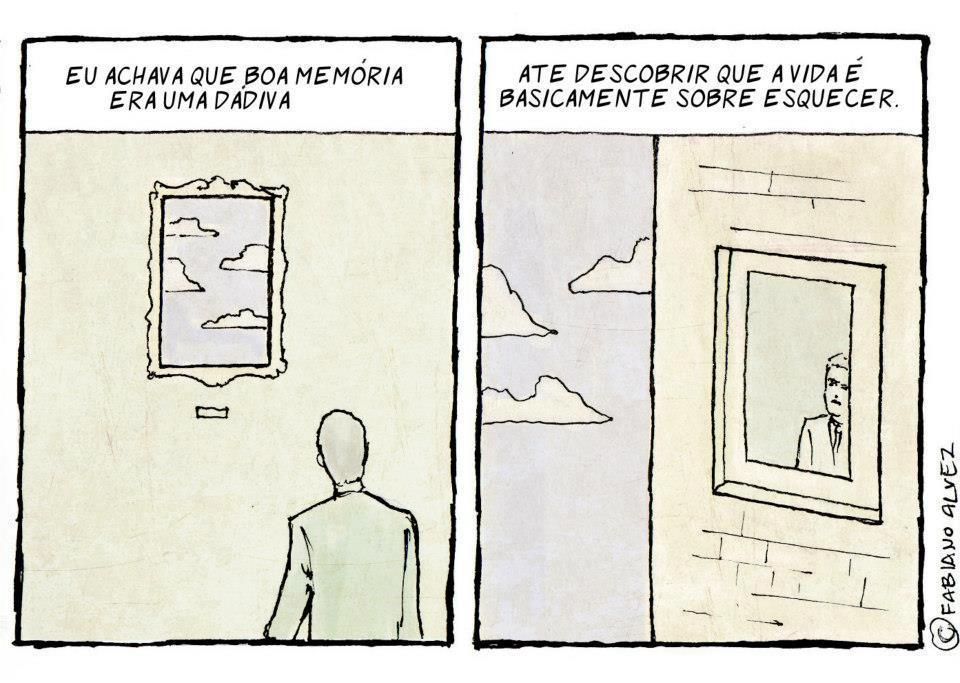 EU ACHAVA QUE BOA MEMÓRIA
ERA UMA DÁDIVA
ATE DESCOBRIR QUE A VIDA É
BASICAMENTE SOBRE ESQUECER.
© FABIANO ALVEZ